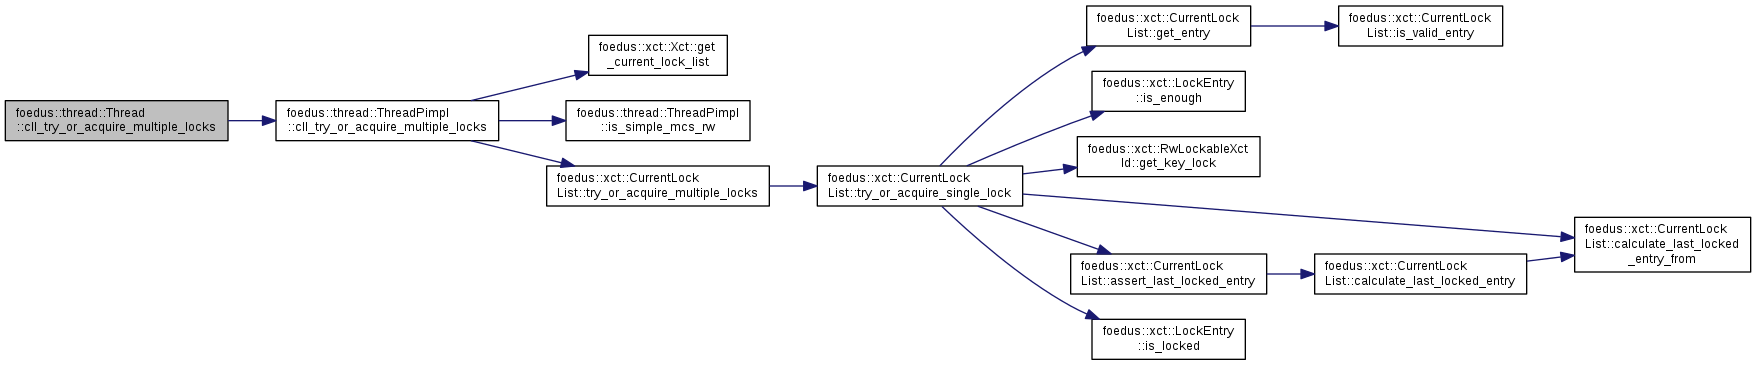 foedus::thread::Thread
::cll_try_or_acquire_multiple_locks
foedus::thread::ThreadPimpl
::cll_try_or_acquire_multiple_locks
foedus::xct::Xct::get
_current_lock_list
foedus::thread::ThreadPimpl
::is_simple_mcs_rw
foedus::xct::CurrentLock
List::try_or_acquire_multiple_locks
foedus::xct::CurrentLock
List::try_or_acquire_single_lock
foedus::xct::CurrentLock
List::get_entry
foedus::xct::CurrentLock
List::is_valid_entry
foedus::xct::LockEntry
::is_enough
foedus::xct::RwLockableXct
Id::get_key_lock
foedus::xct::CurrentLock
List::assert_last_locked_entry
foedus::xct::CurrentLock
List::calculate_last_locked_entry
foedus::xct::CurrentLock
List::calculate_last_locked
_entry_from
foedus::xct::LockEntry
::is_locked